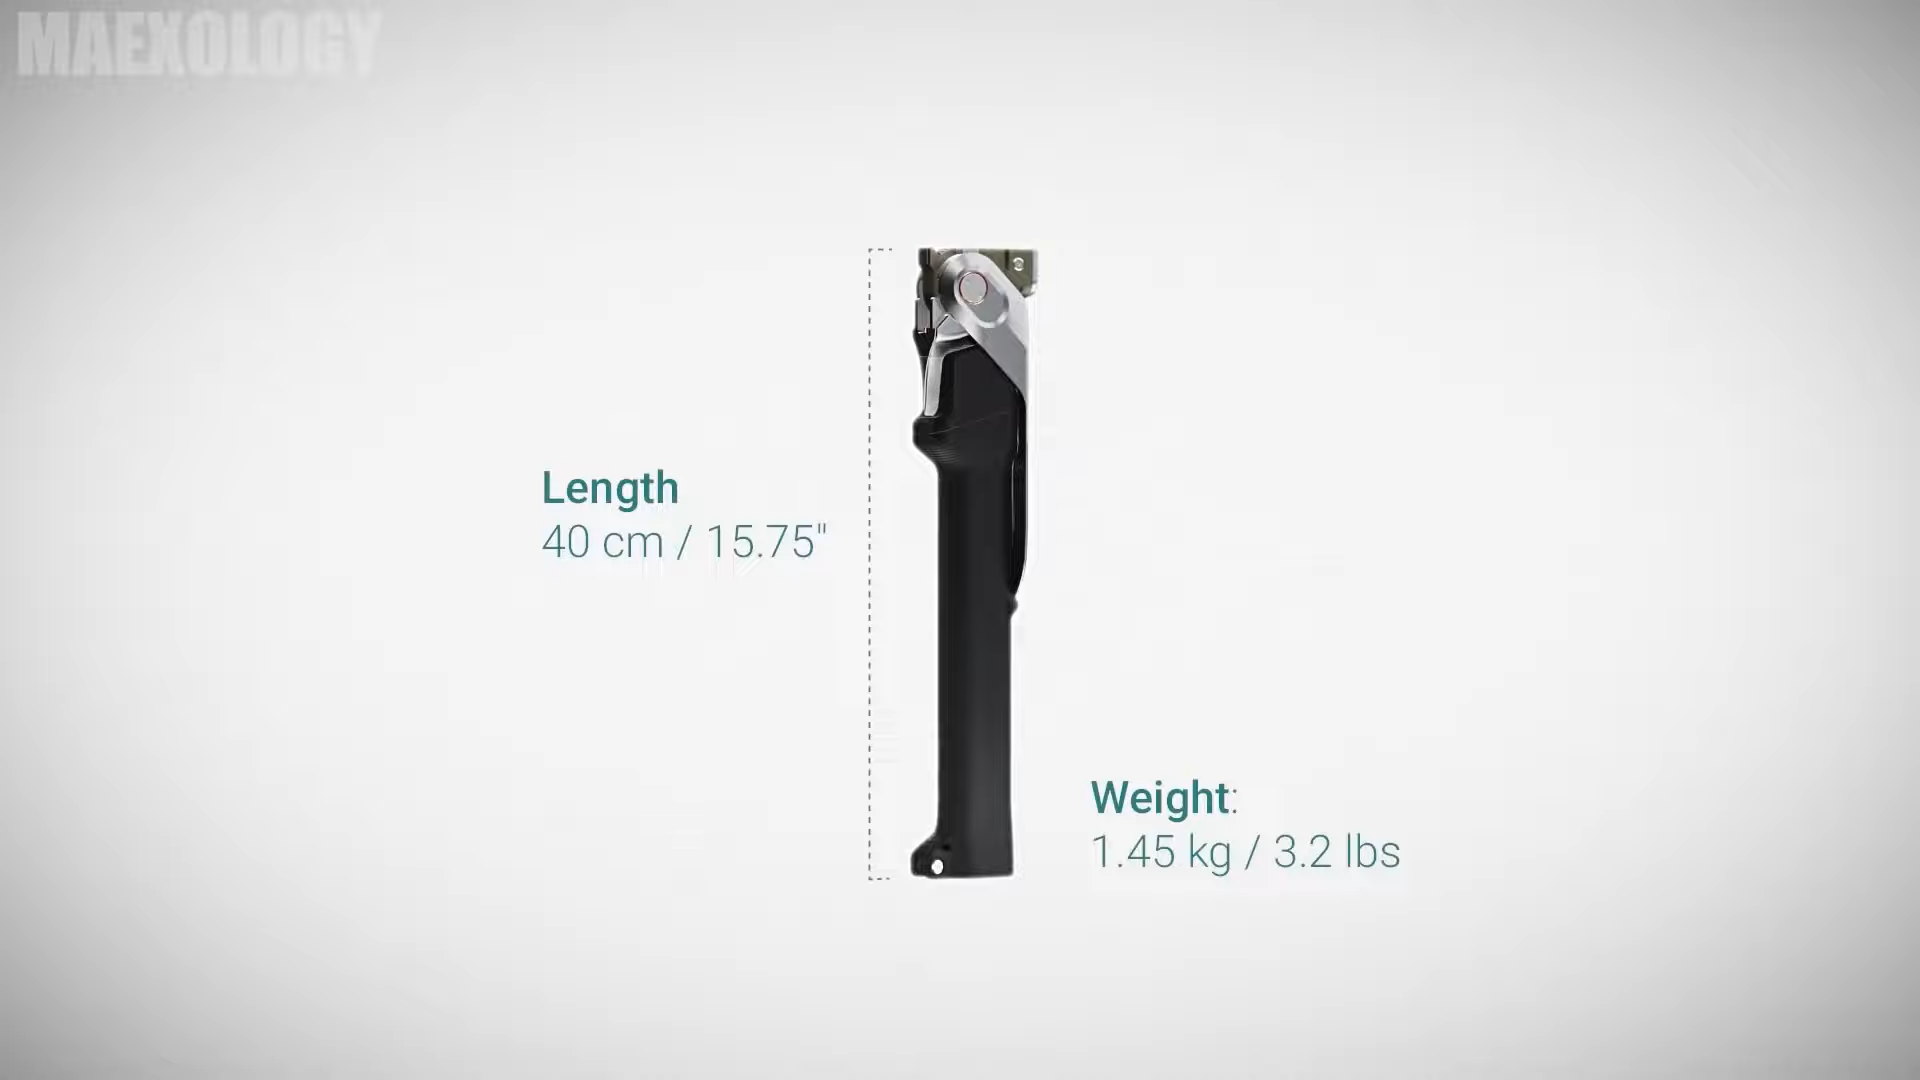 MAEXOLOGY
Length
40 cm / 15.75"
Weight:
1.45 kg / 3.2 lbs